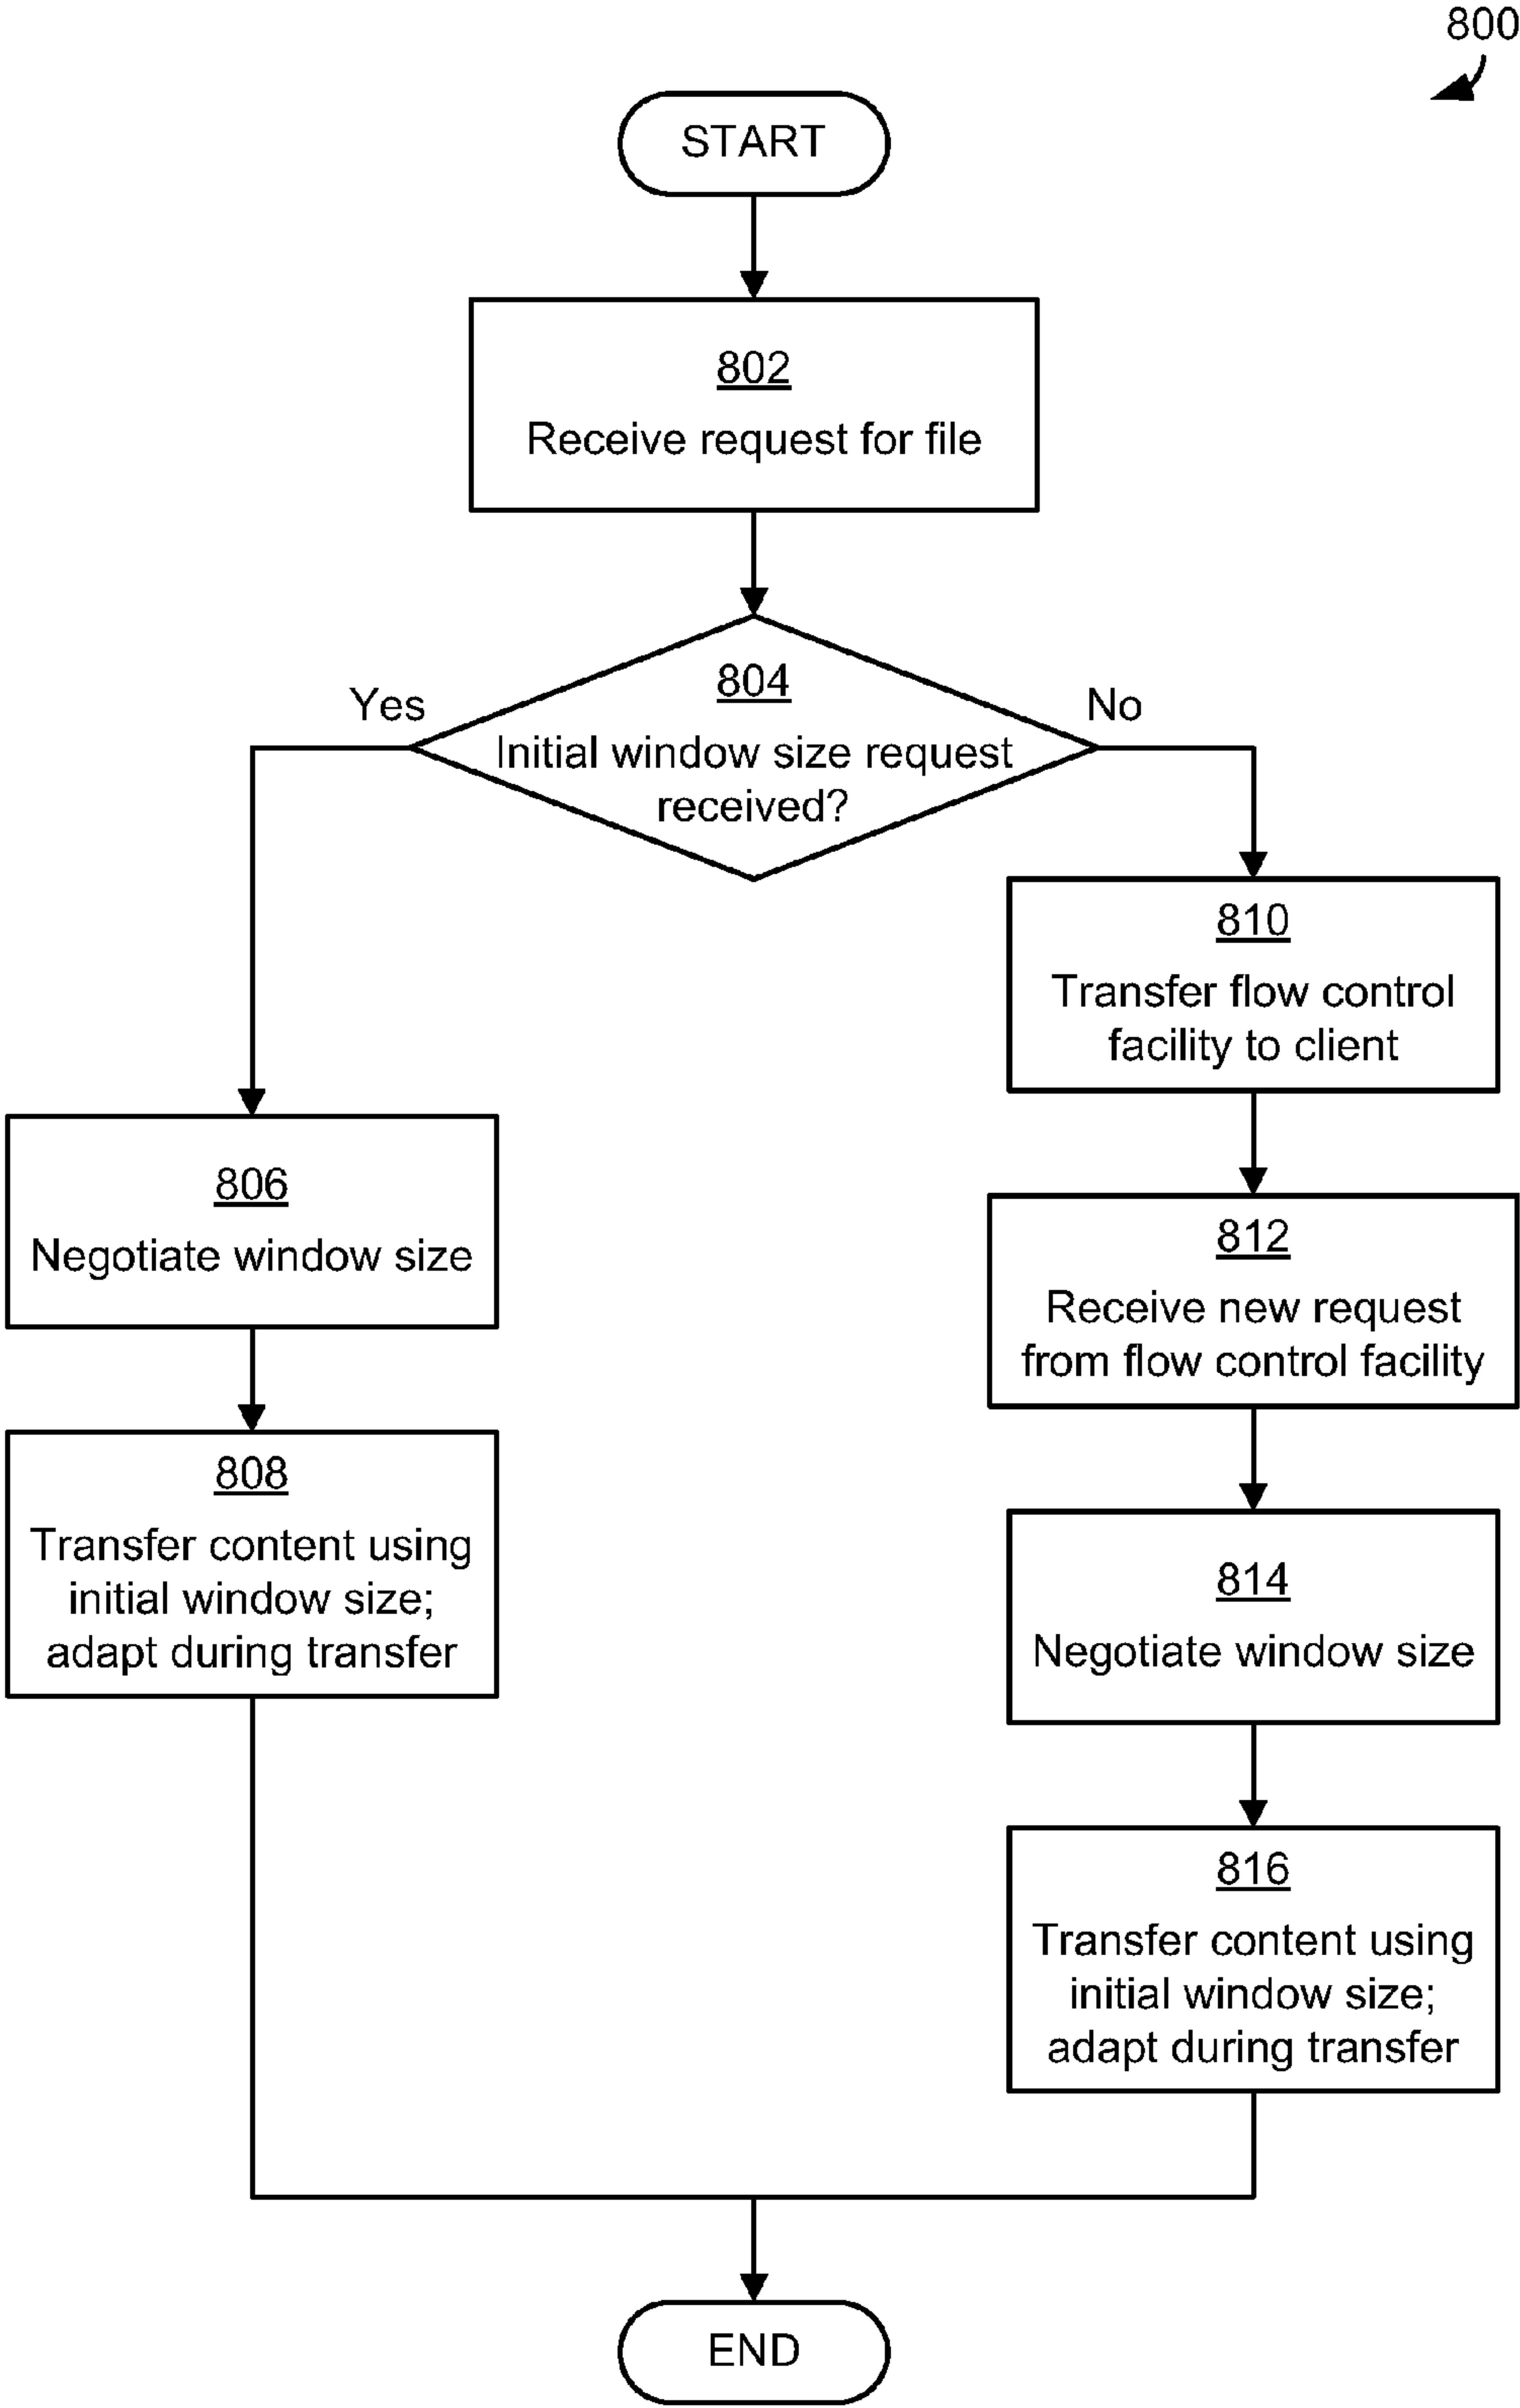 800
START
802
Receive request for file
804
Initial window size request
received?
Yes
No
806
Negotiate window size
808
Transfer content using
initial window size;
adapt during transfer
810
Transfer flow control
facility to client
812
Receive new request
from flow control facility
814
Negotiate window size
816
Transfer content using
initial window size;
adapt during transfer
END